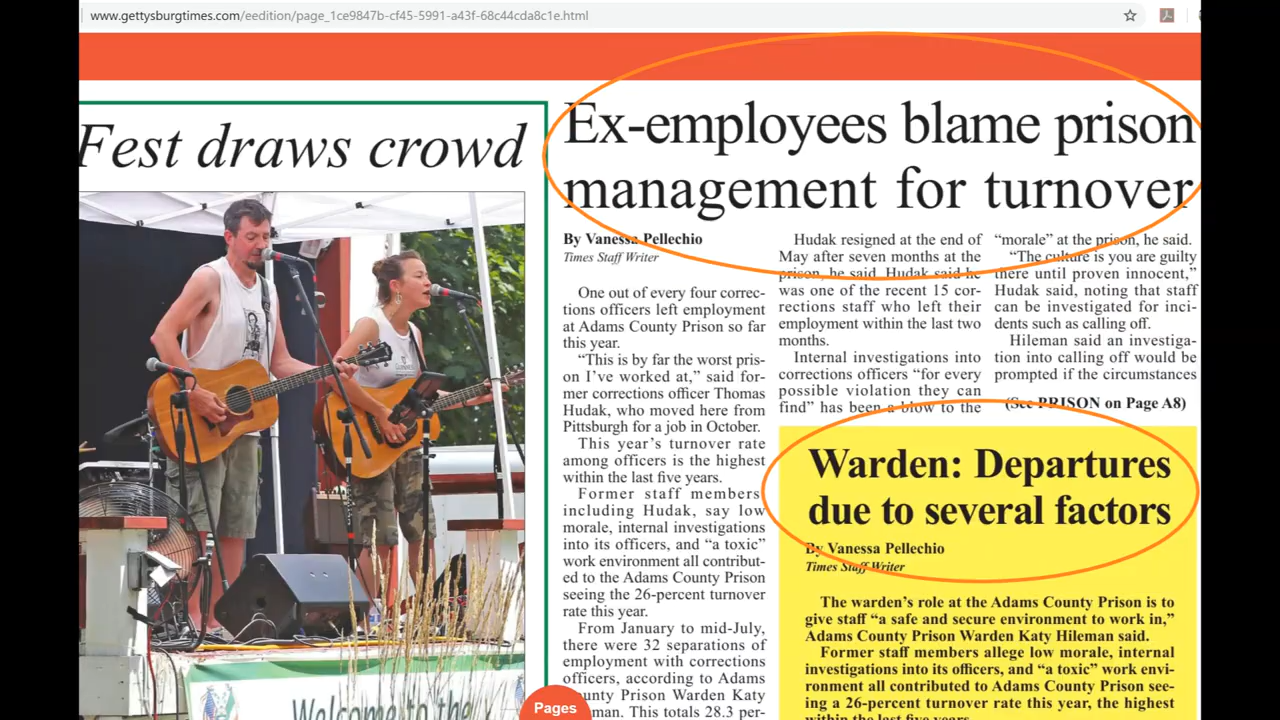 www.gettysburgtimes.com/eedition/page_1ce9847b-cf45-5991-a43f-68c44cda8c1e.html
Fest draws crowd
Welcome to the
Ex-employees blame prison
management for turnover
By Vanessa Pellechio
Times Staff Writer
One out of every four correc-
tions officers left employment
at Adams County Prison so far
this year.
“This is by far the worst pris-
on I’ve worked at,” said for-
mer corrections officer Thomas
Hudak, who moved here from
Pittsburgh for a job in October.
This year’s turnover rate
among officers is the highest
within the last five years.
Former staff members,
including Hudak, say low
morale, internal investigations
into its officers, and “a toxic”
work environment all contribut-
ed to the Adams County Prison
seeing the 26-percent turnover
rate this year.
From January to mid-July,
there were 32 separations of
employment with corrections
officers, according to Adams
unty Prison Warden Katy
man. This totals 28.3 per-
Hudak resigned at the end of
May after seven months at the
prison, he said. Hudak said he
was one of the recent 15 cor-
rections staff who left their
employment within the last two
months.
Internal investigations into
corrections officers “for every
possible violation they can
find” has been a blow to the
“morale” at the prison, he said.
“The culture is you are guilty
there until proven innocent,”
Hudak said, noting that staff
can be investigated for inci-
dents such as calling off.
Hileman said an investiga-
tion into calling off would be
prompted if the circumstances
(See PRISON on Page A8)
Warden: Departures
due to several factors
By Vanessa Pellechio
Times Staff Writer
The warden’s role at the Adams County Prison is to
give staff “a safe and secure environment to work in,”
Adams County Prison Warden Katy Hileman said.
Former staff members allege low morale, internal
investigations into its officers, and “a toxic” work envi-
ronment all contributed to Adams County Prison see-
ing a 26-percent turnover rate this year, the highest
within the last five years.
Pages